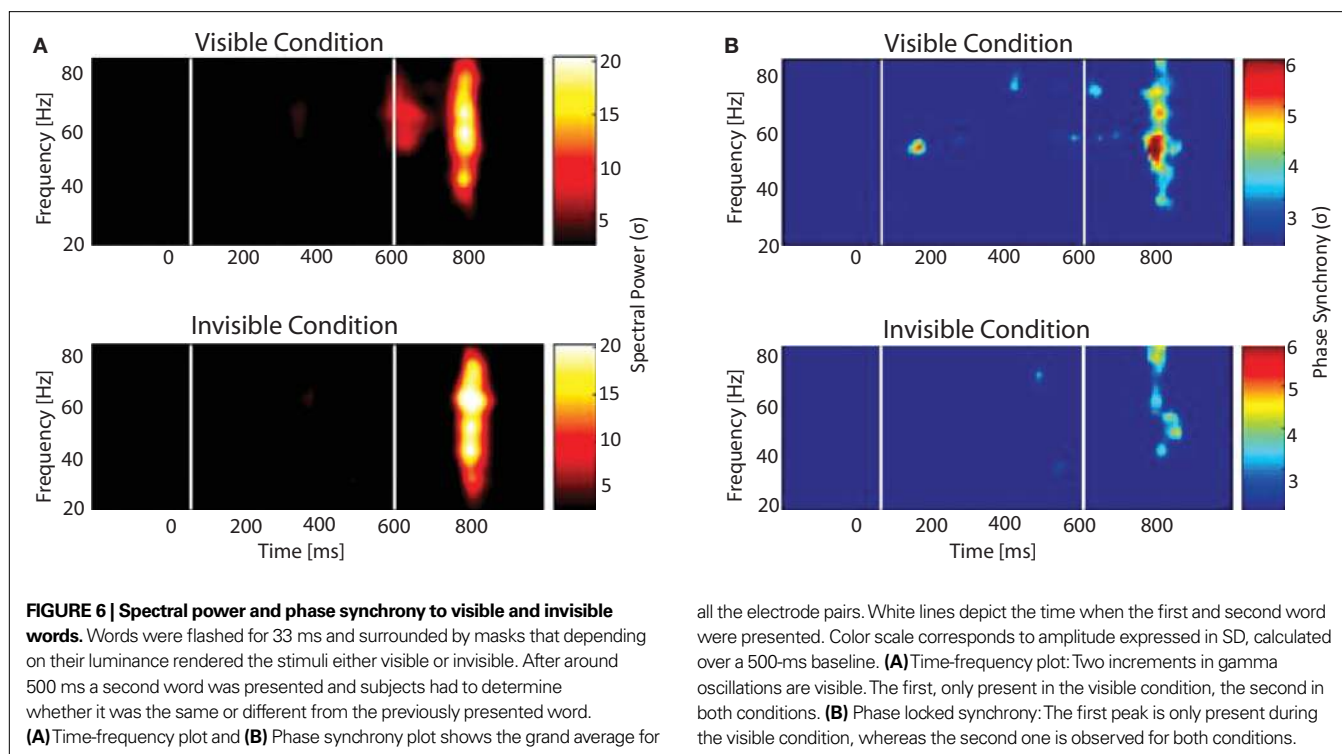 A
Visible Condition
80
60
40
20
Frequency [Hz]
0 200 400 600 800
20
15
10
5
Spectral Power (σ)
Invisible Condition
80
60
40
20
Frequency [Hz]
0 200 400 600 800
Time [ms]
20
15
10
5
B
Visible Condition
80
60
40
20
Frequency [Hz]
0 200 400 600 800
6
5
4
3
Phase Synchrony (σ)
Invisible Condition
80
60
40
20
Frequency [Hz]
0 200 400 600 800
Time [ms]
6
5
4
3
FIGURE 6 | Spectral power and phase synchrony to visible and invisible
words. Words were flashed for 33 ms and surrounded by masks that depending
on their luminance rendered the stimuli either visible or invisible. After around
500 ms a second word was presented and subjects had to determine
whether it was the same or different from the previously presented word.
(A) Time-frequency plot and (B) Phase synchrony plot shows the grand average for
all the electrode pairs. White lines depict the time when the first and second word
were presented. Color scale corresponds to amplitude expressed in SD, calculated
over a 500-ms baseline. (A) Time-frequency plot: Two increments in gamma
oscillations are visible. The first, only present in the visible condition, the second in
both conditions. (B) Phase locked synchrony: The first peak is only present during
the visible condition, whereas the second one is observed for both conditions.